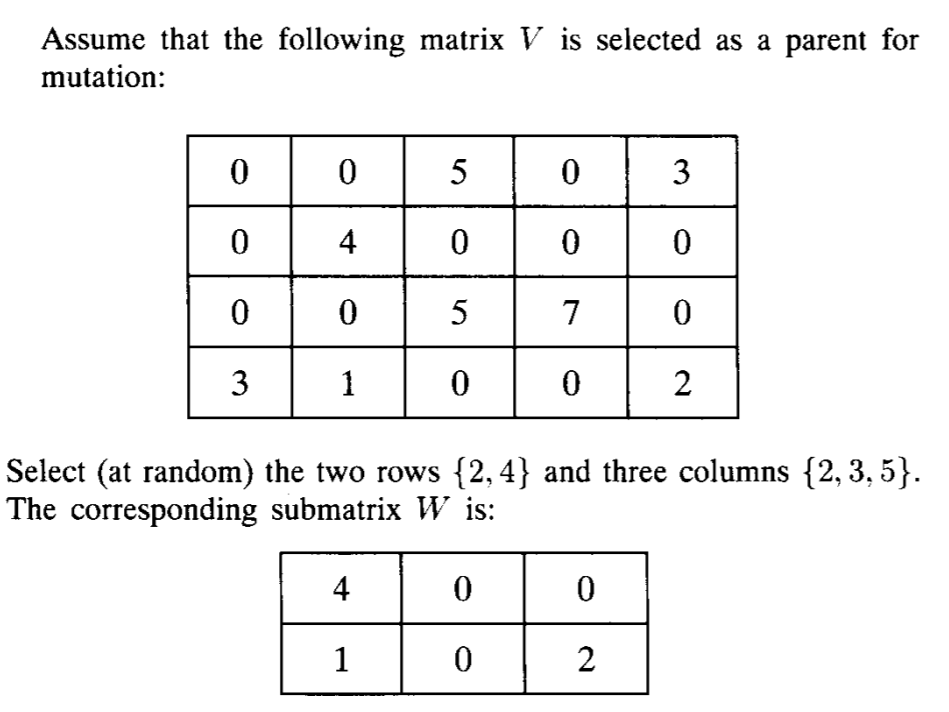 Assume that the following matrix V is selected as a parent for
mutation:
0 0 5 0 3
0 4 0 0 0
0 0 5 7 0
3 1 0 0 2
Select (at random) the two rows {2, 4} and three columns {2, 3, 5}.
The corresponding submatrix W is:
4 0 0
1 0 2